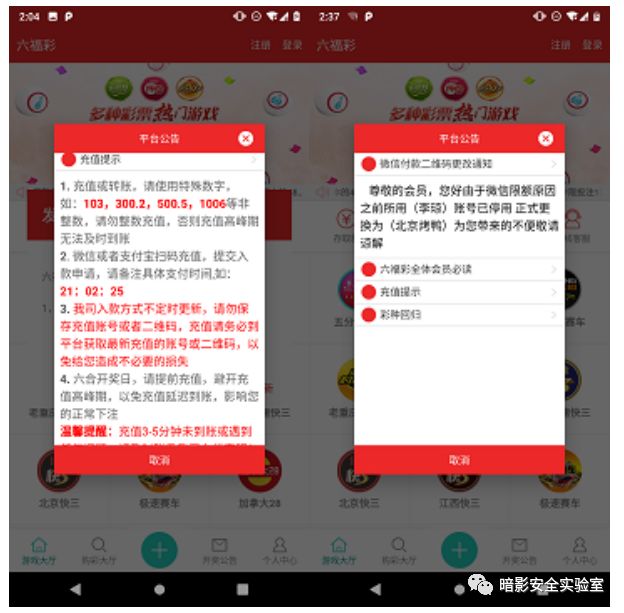 2:04
六福彩
注册 登录
多种彩票热门游戏
平台公告
充值提示
1. 充值或转账，请使用特殊数字，
如：103，300.2，500.5，1006等非
整数，请勿整数充值，否则充值高峰期
无法及时到账
2. 微信或者支付宝扫码充值，提交入
款申请，请备注具体支付时间,如:
21：02：25
3. 我司入款方式不定时更新，请勿保
存充值账号或者二维码，充值请务必到
平台获取最新充值的账号或二维码，以
免给您造成不必要的损失
4. 六合开奖日，请提前充值，避开充
值高峰期，以免充值延迟到账，影响您
的正常下注
温馨提醒：充值3-5分钟未到账或遇到
取消
北京快三
极速赛车
加拿大28
游戏大厅
购彩大厅
开奖公告
个人中心
2:37
六福彩
注册 登录
多种彩票热门游戏
平台公告
微信付款二维码更改通知
尊敬的会员，您好由于微信限额原因
之前所用（李琼）账号已停用 正式更
换为（北京烤鸭）为您带来的不便敬请
谅解
六福彩全体会员必读
充值提示
彩种回归
取消
北京快三
江西快三
极速赛车
游戏大厅
购彩大厅
开奖公告
个人中心
暗影安全实验室